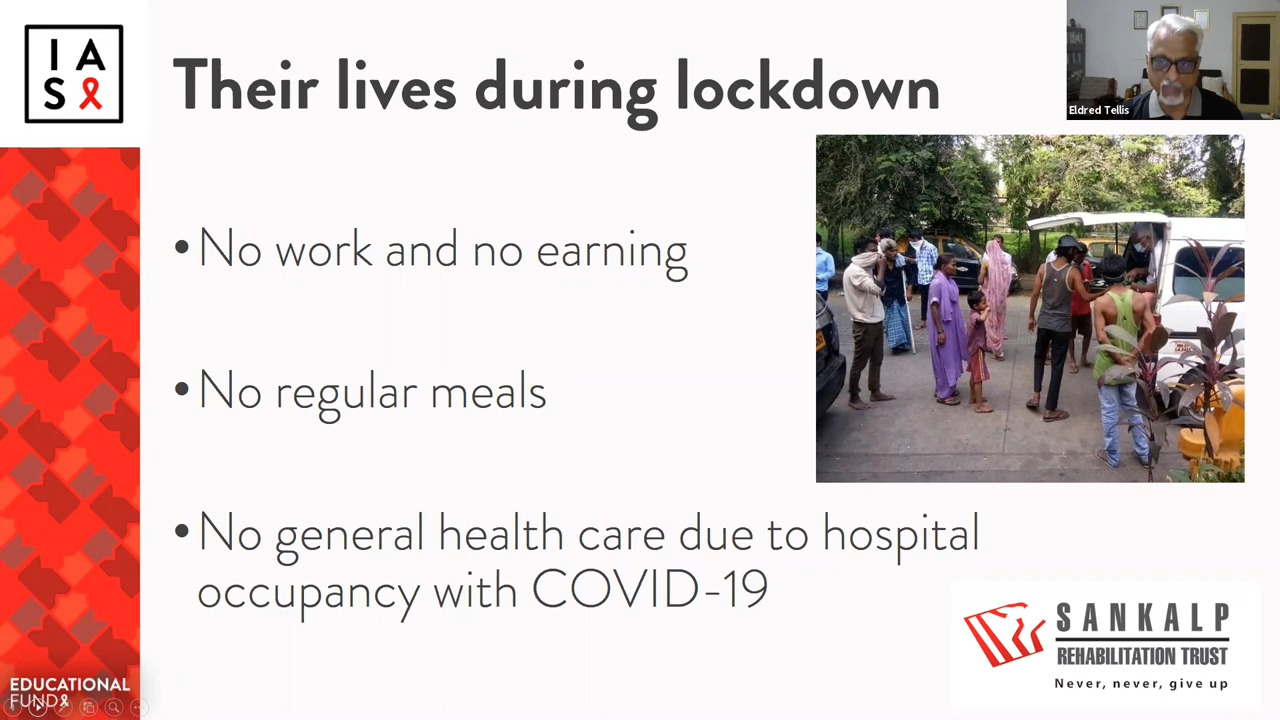 I A
S
Their lives during lockdown
Eldred Tellis
• No work and no earning
• No regular meals
• No general health care due to hospital
occupancy with COVID-19
SANKALP
REHABILITATION TRUST
Never, never, give up
EDUCATIONAL
FUND